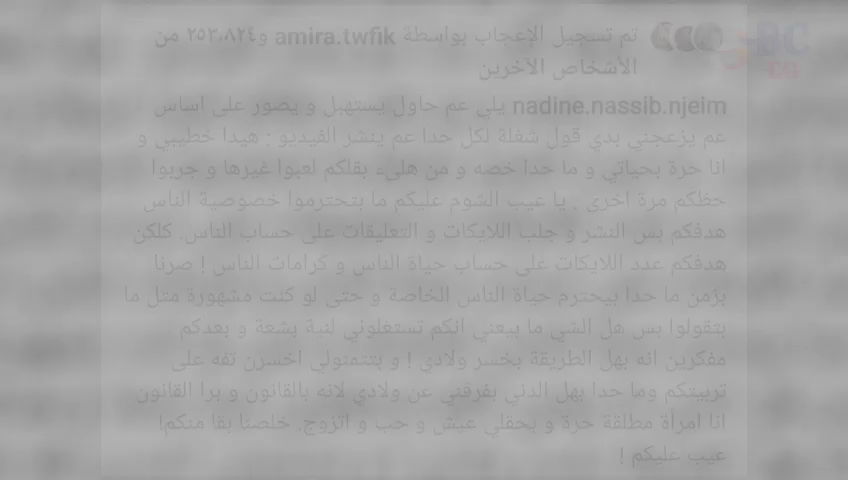 تم تسجيل الإعجاب بواسطة amira.twfik و٢٥٣،٨٢٤ من
الأشخاص الآخرين
nadine.nassib.njeim يلي عم حاول يستهبل و يصور على اساس
عم يزعجني بدي قول شغلة لكل حدا عم ينشر الفيديو : هيدا خطيبي و
انا حرة بحياتي و ما حدا خصه و من هلىء بقلكم لعبوا غيرها و جربوا
حظكم مرة اخرى . يا عيب الشوم عليكم ما بتحترموا خصوصية الناس
هدفكم بس النشر و جلب اللايكات و التعليقات على حساب الناس. كلكن
هدفكم عدد اللايكات على حساب حياة الناس و كرامات الناس ! صرنا
بزمن ما حدا بيحترم حياة الناس الخاصة و حتى لو كنت مشهورة متل ما
بتقولوا بس هل الشي ما بيعني انكم تستغلوني لنية بشعة و بعدكم
مفكرين انه بهل الطريقة بخسر ولادي ! و بتتمنولي اخسرن تفه على
تربيتكم وما حدا بهل الدني بفرقني عن ولادي لانه بالقانون و برا القانون
انا امرأة مطلقة حرة و بحقلي عيش و حب و اتزوج. خلصنا بقا منكم!
عيب عليكم !